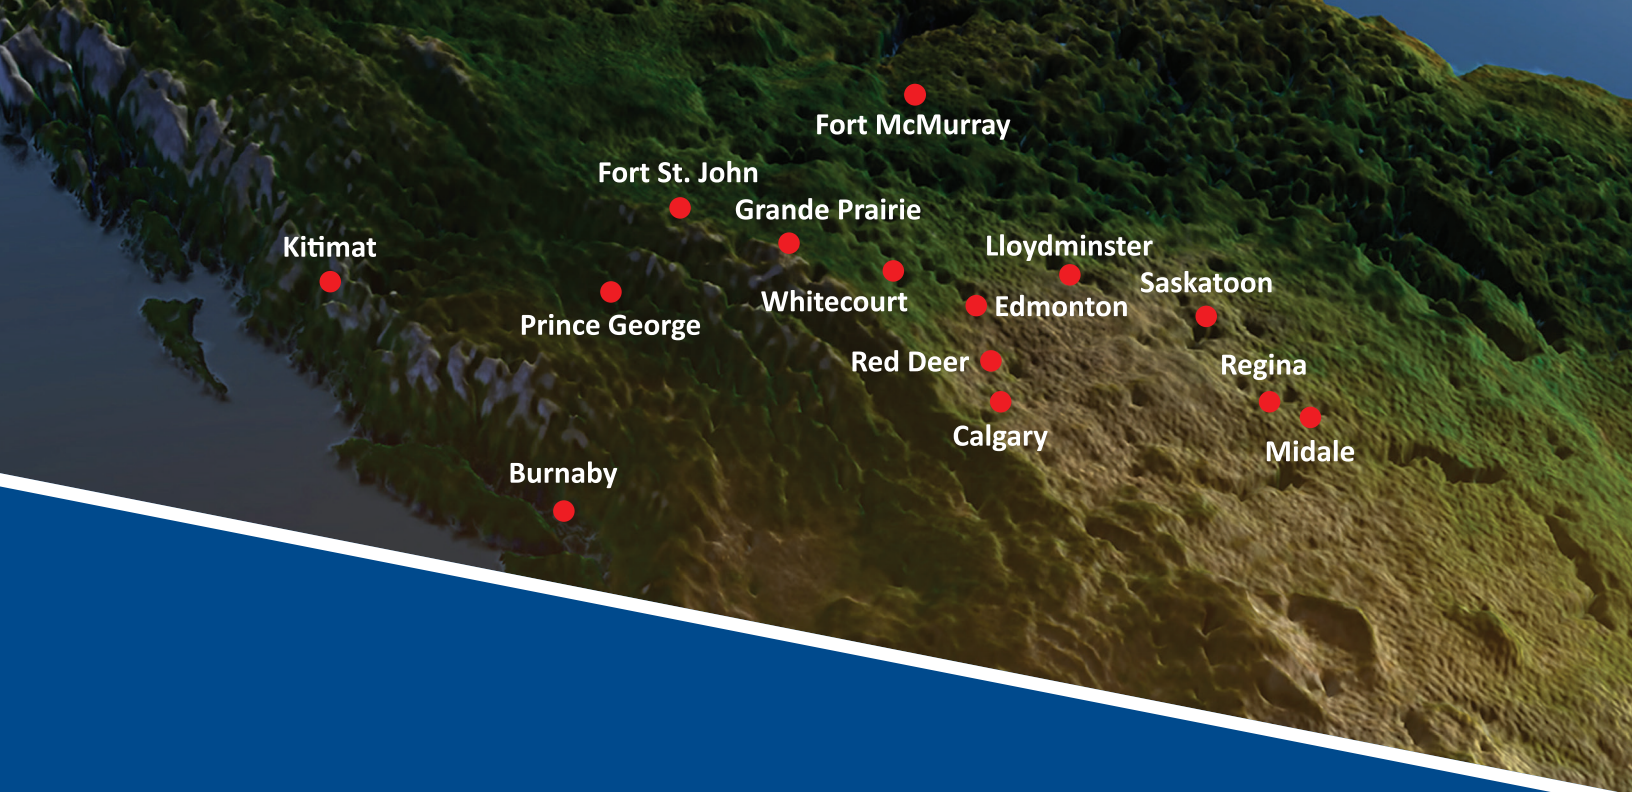 Fort McMurray
Fort St. John
Grande Prairie
Kitimat
Lloydminster
Saskatoon
Whitecourt
Edmonton
Prince George
Red Deer
Regina
Calgary
Midale
Burnaby